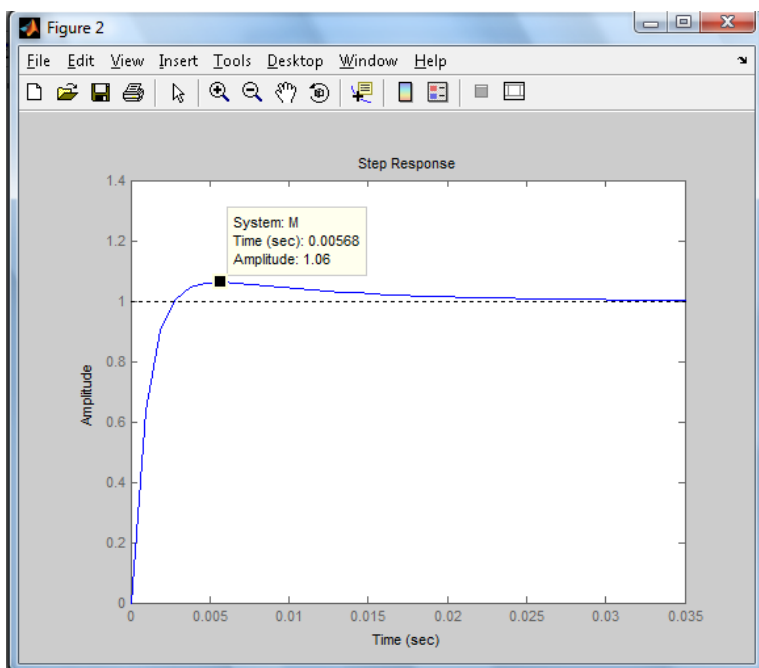 Figure 2
File Edit View Insert Tools Desktop Window Help
Step Response
System: M
Time (sec): 0.00568
Amplitude: 1.06
1.4
1.2
1
0.8
0.6
0.4
0.2
0
Amplitude
0 0.005 0.01 0.015 0.02 0.025 0.03 0.035
Time (sec)